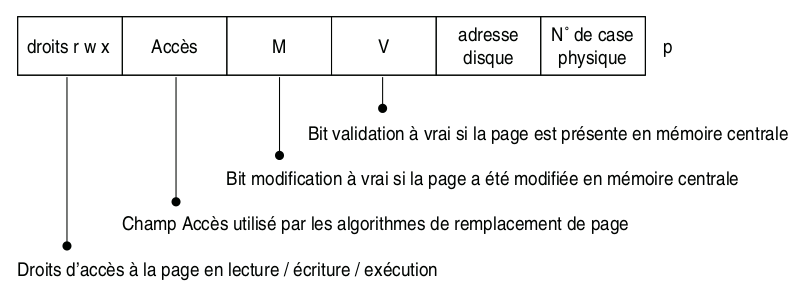 droits r w x Accès M V adresse disque N° de case physique p
Bit validation à vrai si la page est présente en mémoire centrale
Bit modification à vrai si la page a été modifiée en mémoire centrale
Champ Accès utilisé par les algorithmes de remplacement de page
Droits d'accès à la page en lecture / écriture / exécution